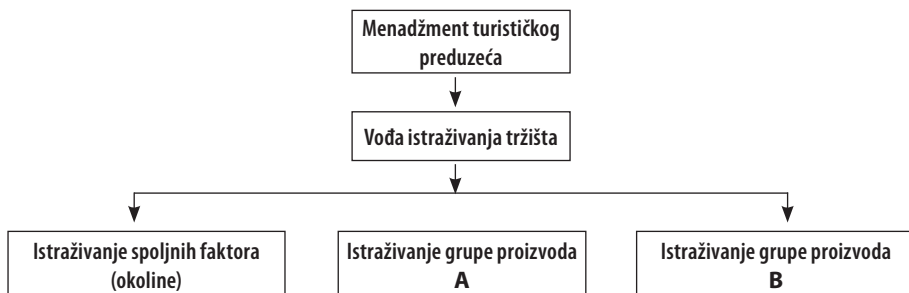 Menadžment turističkog
preduzeća
Vođa istraživanja tržišta
Istraživanje spoljnih faktora
(okoline)
Istraživanje grupe proizvoda
A
Istraživanje grupe proizvoda
B